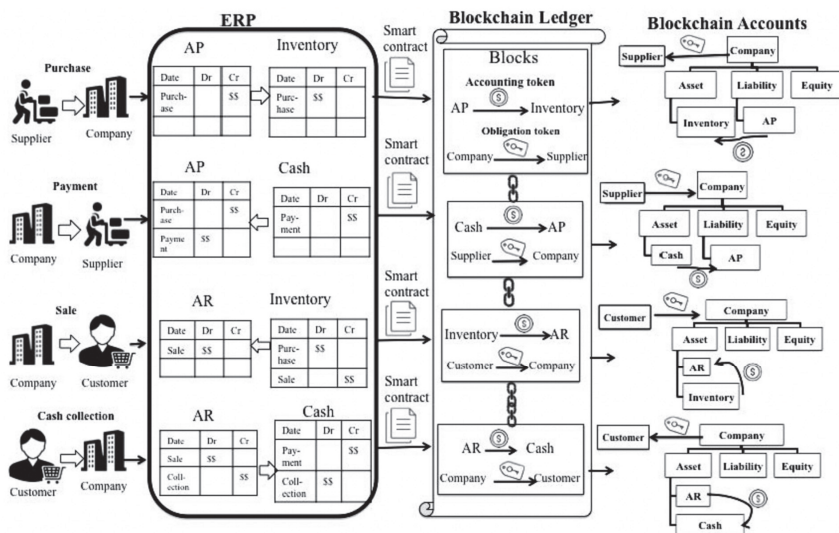 ERP
Blockchain Ledger
Blockchain Accounts
Purchase
Supplier
Company
AP
Date Dr Cr
Purch-
ase $$
Inventory
Date Dr Cr
Purc-
hase $$
Smart
contract
Blocks
Accounting token
AP Inventory
Obligation token
Company Supplier
Supplier Company
Asset Liability Equity
Inventory AP
Payment
Company
Supplier
AP
Date Dr Cr
Purch-
ase $$
Payme
nt $$
Cash
Date Dr Cr
Pay-
ment $$
Smart
contract
Cash AP
Supplier Company
Supplier Company
Asset Liability Equity
Cash AP
Sale
Company
Customer
AR
Date Dr Cr
Sale $$
Inventory
Date Dr Cr
Purc-
hase $$
Sale $$
Smart
contract
Inventory AR
Customer Company
Customer Company
Asset Liability Equity
AR
Inventory
Cash collection
Customer
Company
AR
Date Dr Cr
Sale $$
Coll-
ection $$
Cash
Date Dr Cr
Pay-
ment $$
Coll-
ection $$
Smart
contract
AR Cash
Company Customer
Customer Company
Asset Liability Equity
AR
Cash